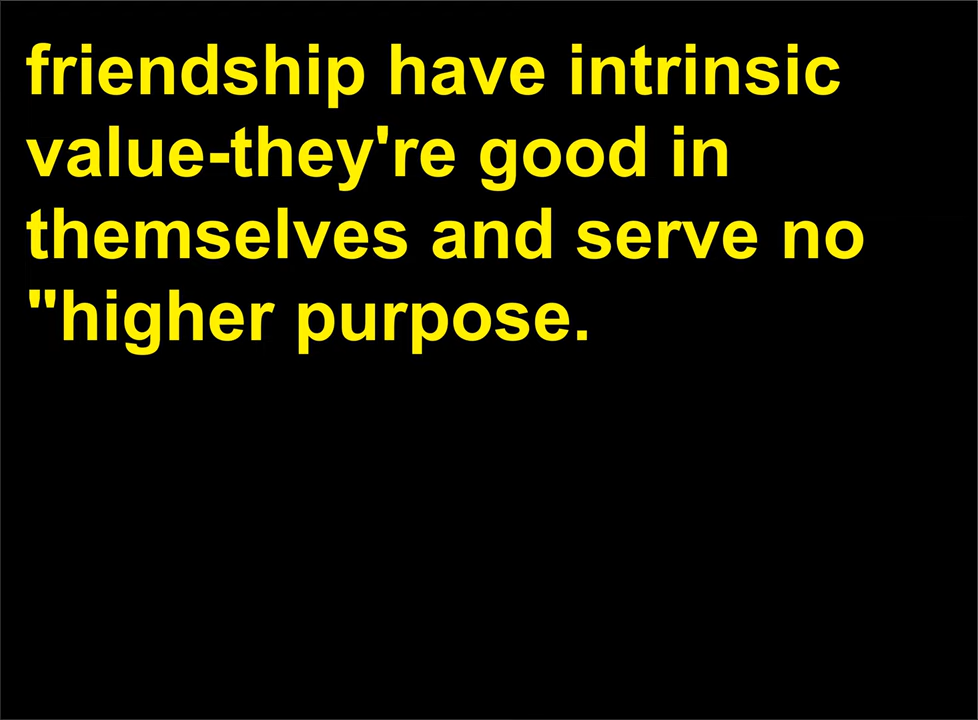 friendship have intrinsic
value-they're good in
themselves and serve no
"higher purpose.